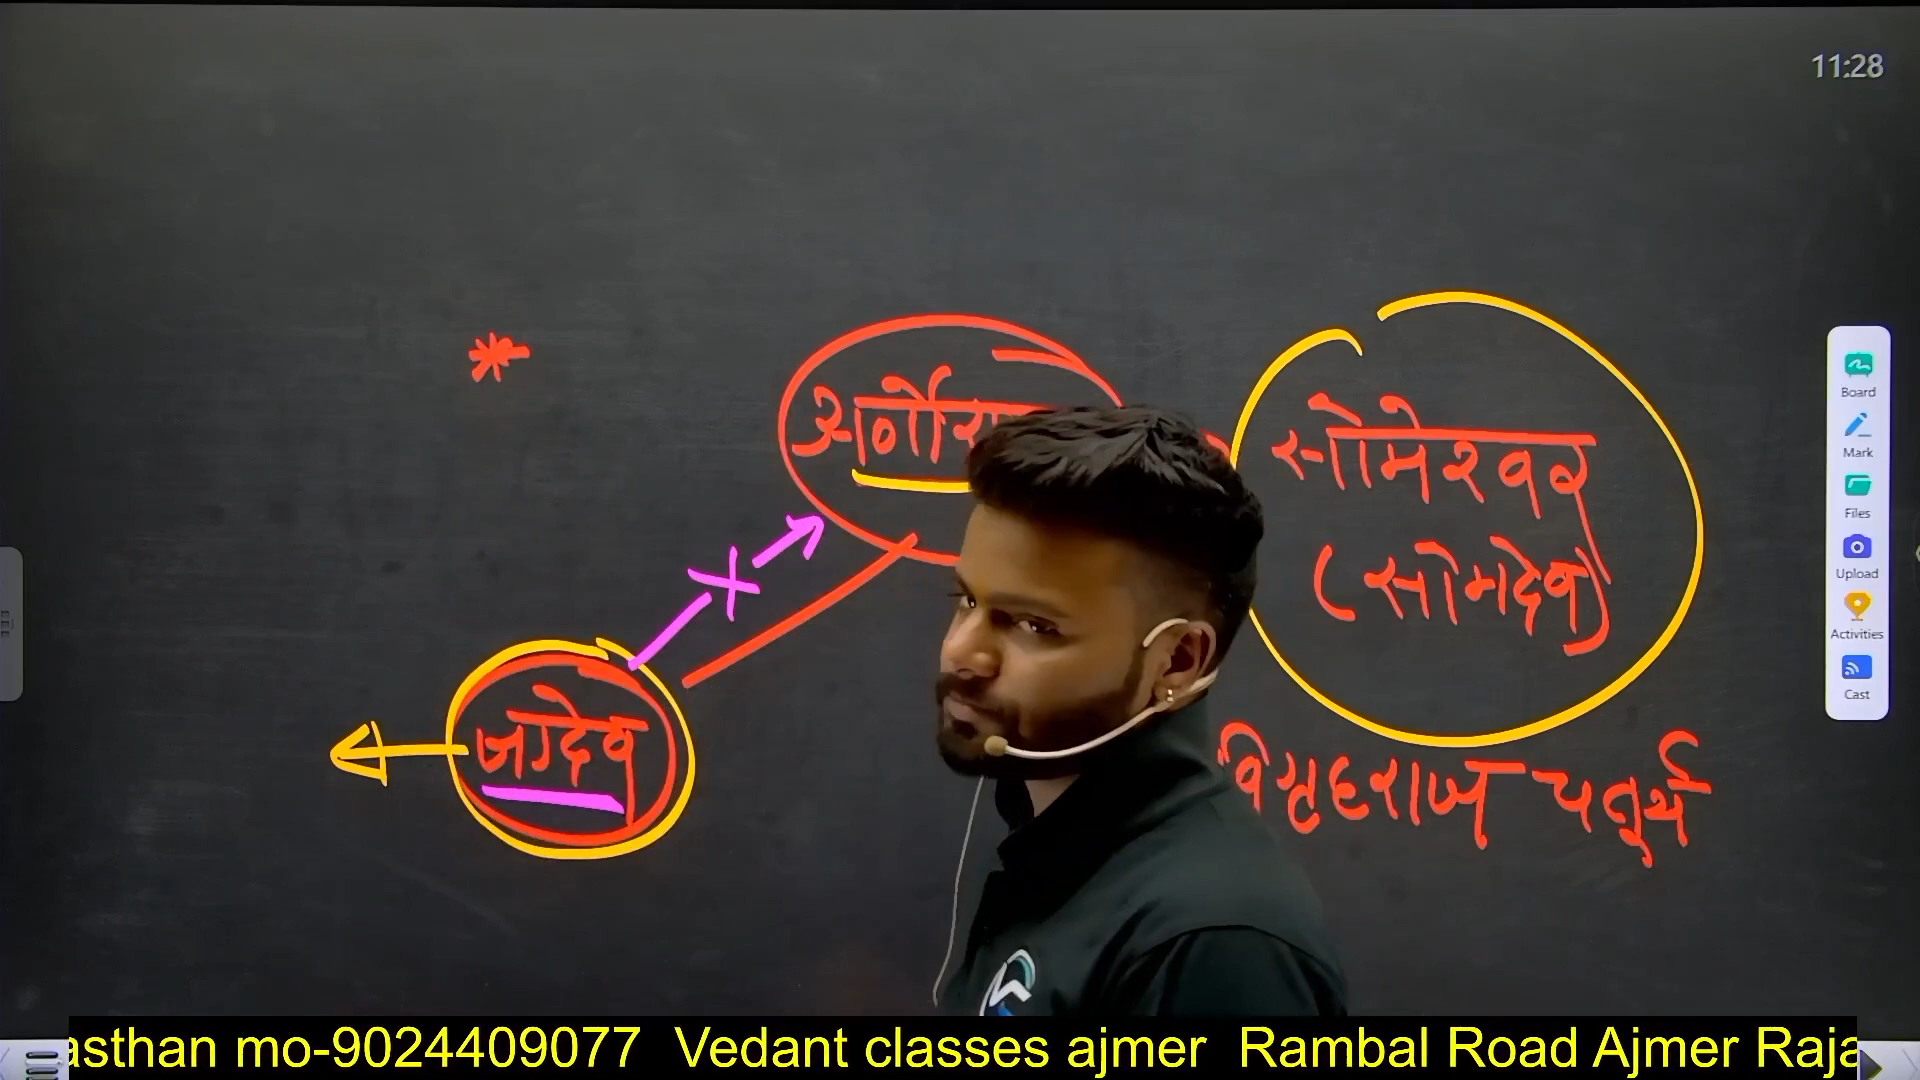 11:28
*
सोमेश्वर
(सोमदेव)
जगदेव
विग्रहराज चतुर्थ
Board
Mark
Files
Upload
Activities
Cast
asthan mo-9024409077 Vedant classes ajmer Rambal Road Ajmer Raja